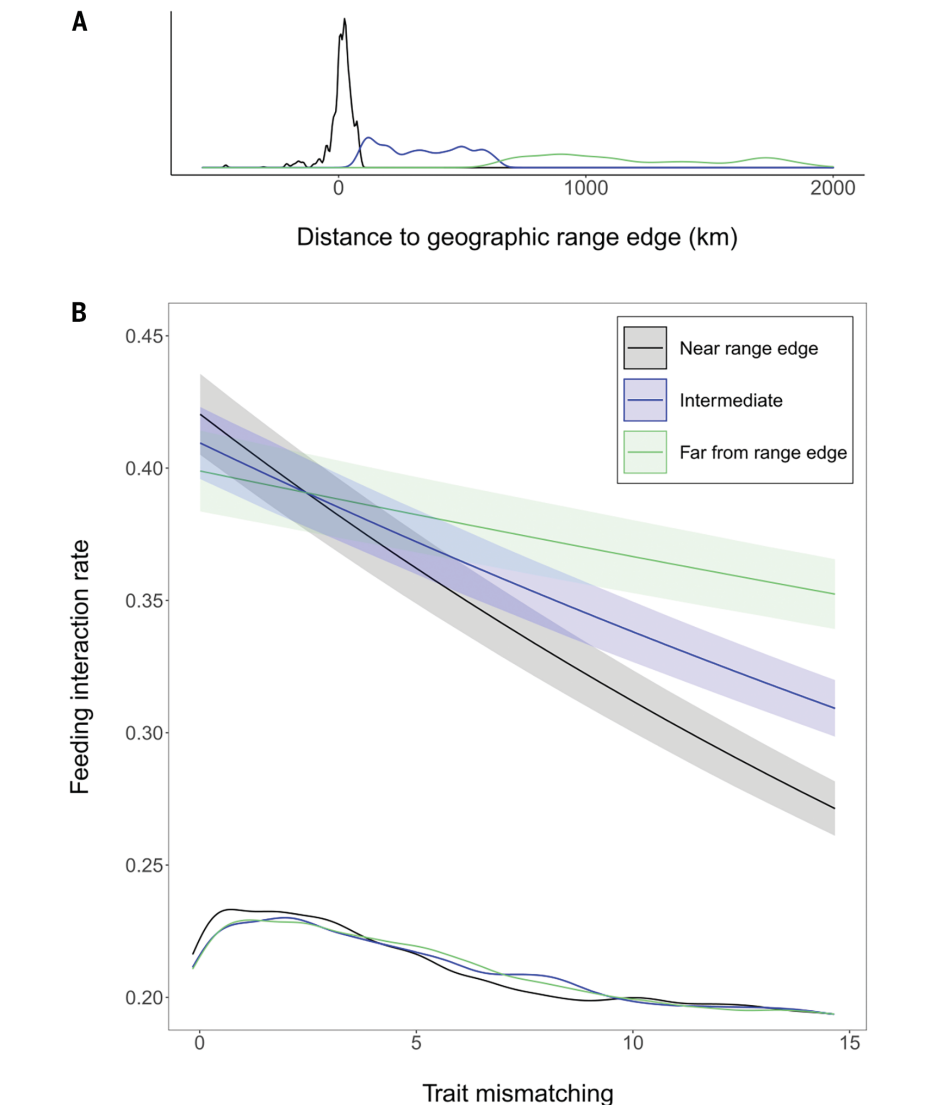 A
0 1000 2000
Distance to geographic range edge (km)
B
0.45
0.40
0.35
0.30
0.25
0.20
Feeding interaction rate
Near range edge
Intermediate
Far from range edge
0 5 10 15
Trait mismatching